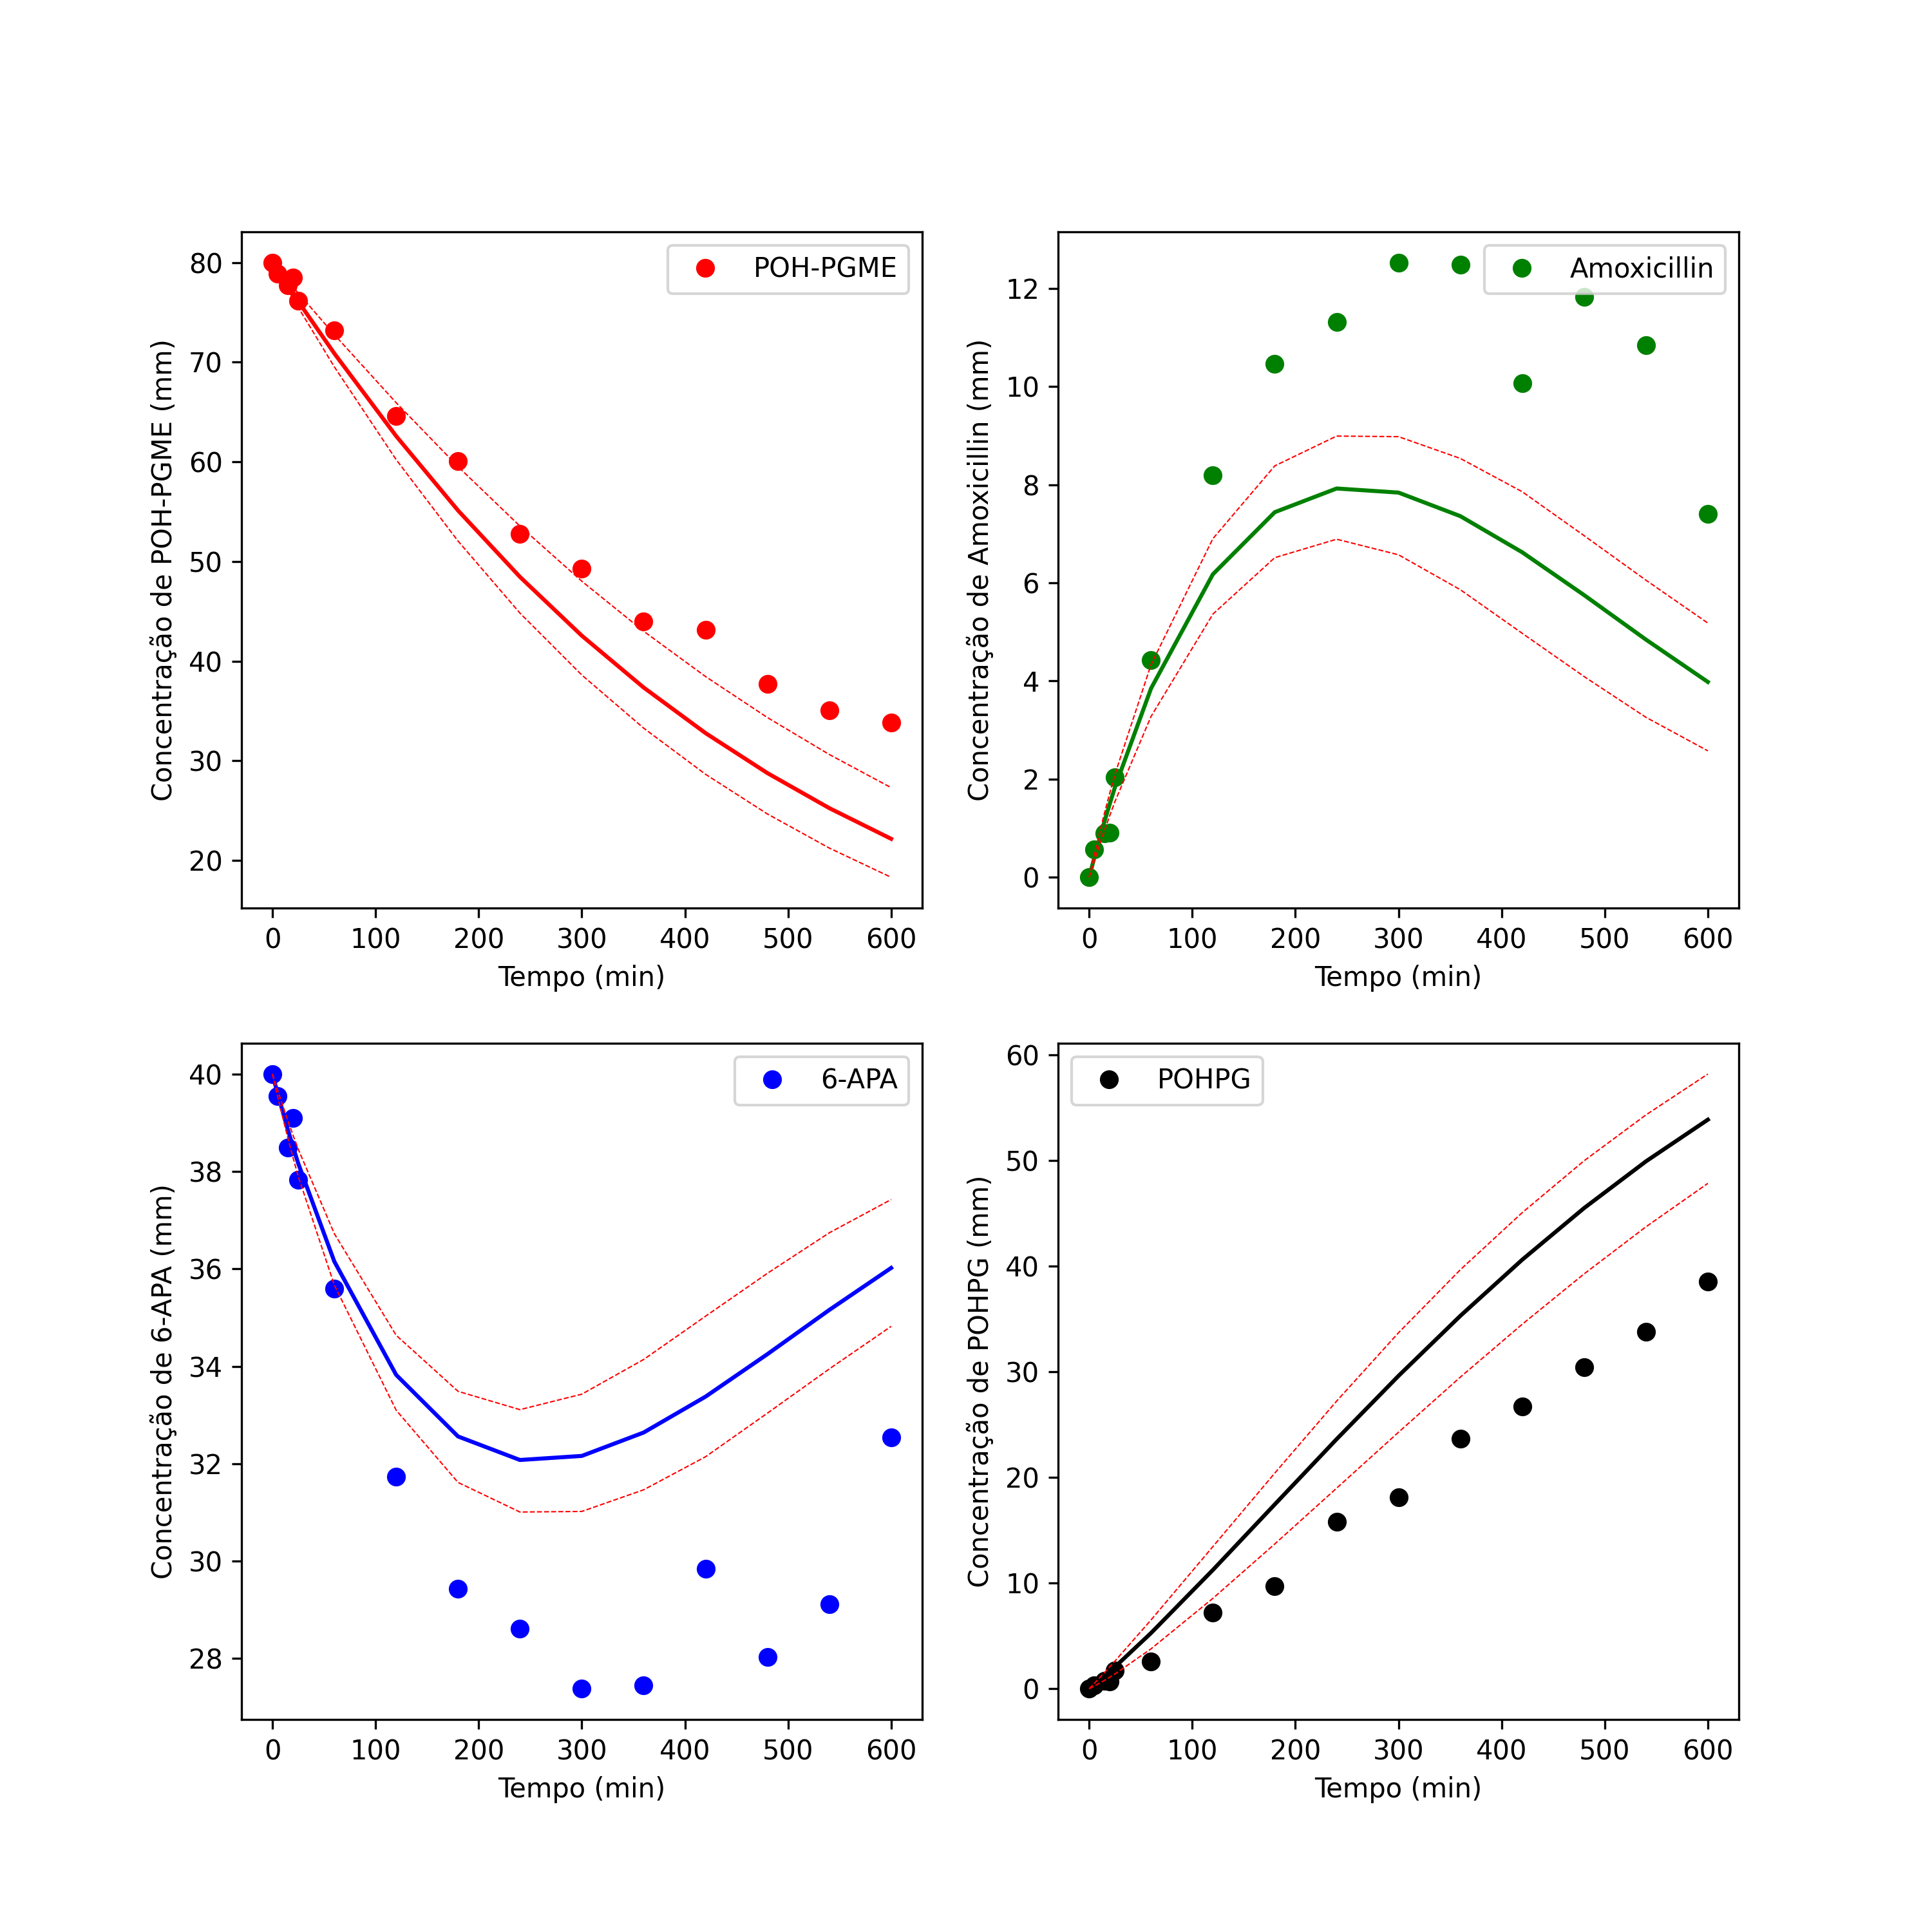 POH-PGME
Concentração de POH-PGME (mm)
80
70
60
50
40
30
20
0 100 200 300 400 500 600
Tempo (min)
Amoxicillin
Concentração de Amoxicillin (mm)
12
10
8
6
4
2
0
0 100 200 300 400 500 600
Tempo (min)
6-APA
Concentração de 6-APA (mm)
40
38
36
34
32
30
28
0 100 200 300 400 500 600
Tempo (min)
POHPG
Concentração de POHPG (mm)
60
50
40
30
20
10
0
0 100 200 300 400 500 600
Tempo (min)